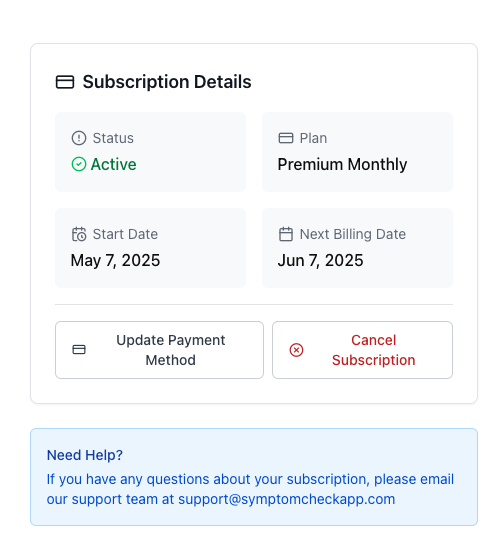 Subscription Details
Status
Active
Plan
Premium Monthly
Start Date
May 7, 2025
Next Billing Date
Jun 7, 2025
Update Payment
Method
Cancel
Subscription
Need Help?
If you have any questions about your subscription, please email
our support team at support@symptomcheckapp.com